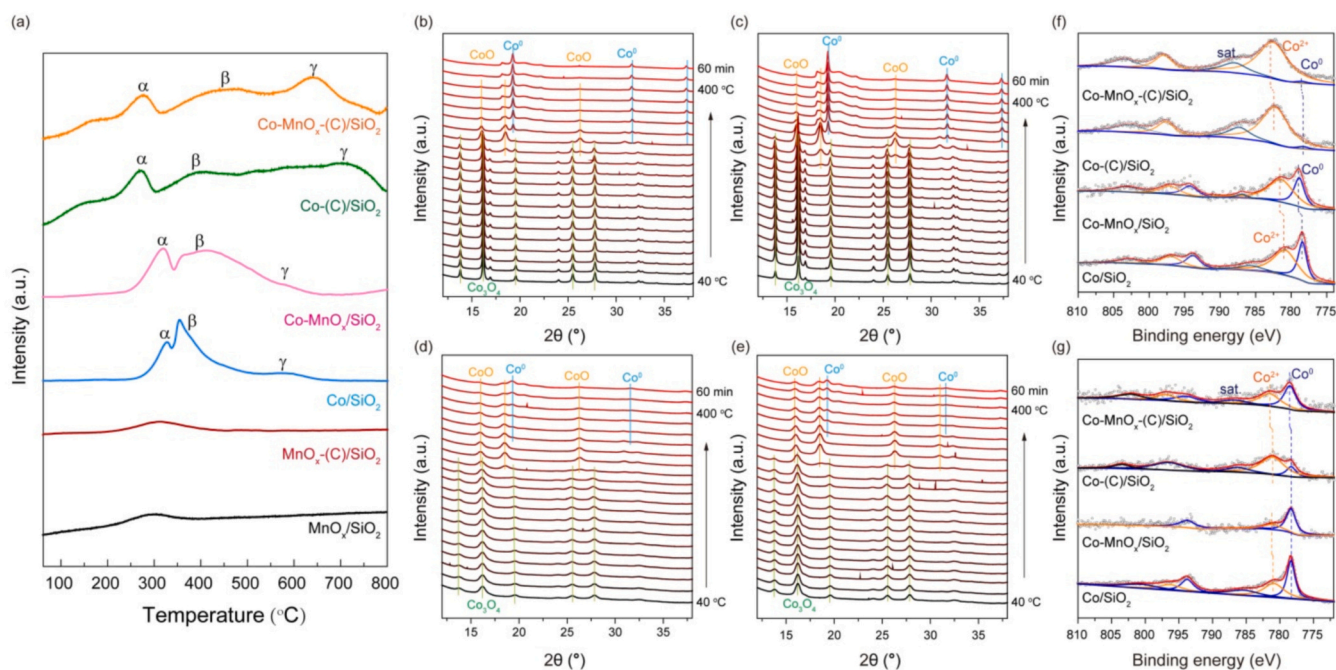 (a)
Intensity (a.u.)
α
β
γ
Co-MnOₓ-(C)/SiO₂
α
β
γ
Co-(C)/SiO₂
α
β
γ
Co-MnOₓ/SiO₂
α
β
γ
Co/SiO₂
MnOₓ-(C)/SiO₂
MnOₓ/SiO₂
100 200 300 400 500 600 700 800
Temperature (°C)
(b)
Intensity (a.u.)
CoO Co⁰ CoO Co⁰
60 min
400 °C
40 °C
Co₃O₄
15 20 25 30 35
2θ (°)
(c)
Intensity (a.u.)
CoO Co⁰ CoO Co⁰
60 min
400 °C
40 °C
Co₃O₄
15 20 25 30 35
2θ (°)
(d)
Intensity (a.u.)
CoO Co⁰ CoO Co⁰
60 min
400 °C
40 °C
Co₃O₄
15 20 25 30 35
2θ (°)
(e)
Intensity (a.u.)
CoO Co⁰ CoO Co⁰
60 min
400 °C
40 °C
Co₃O₄
15 20 25 30 35
2θ (°)
(f)
Intensity (a.u.)
sat Co²⁺
Co⁰
Co-MnOₓ-(C)/SiO₂
Co-(C)/SiO₂
Co⁰
Co-MnOₓ/SiO₂
Co²⁺
Co/SiO₂
810 804 798 792 786 780 774
Binding energy (eV)
(g)
Intensity (a.u.)
sat Co²⁺ Co⁰
Co-MnOₓ-(C)/SiO₂
Co-(C)/SiO₂
Co-MnOₓ/SiO₂
Co/SiO₂
810 805 800 795 790 785 780 775
Binding energy (eV)